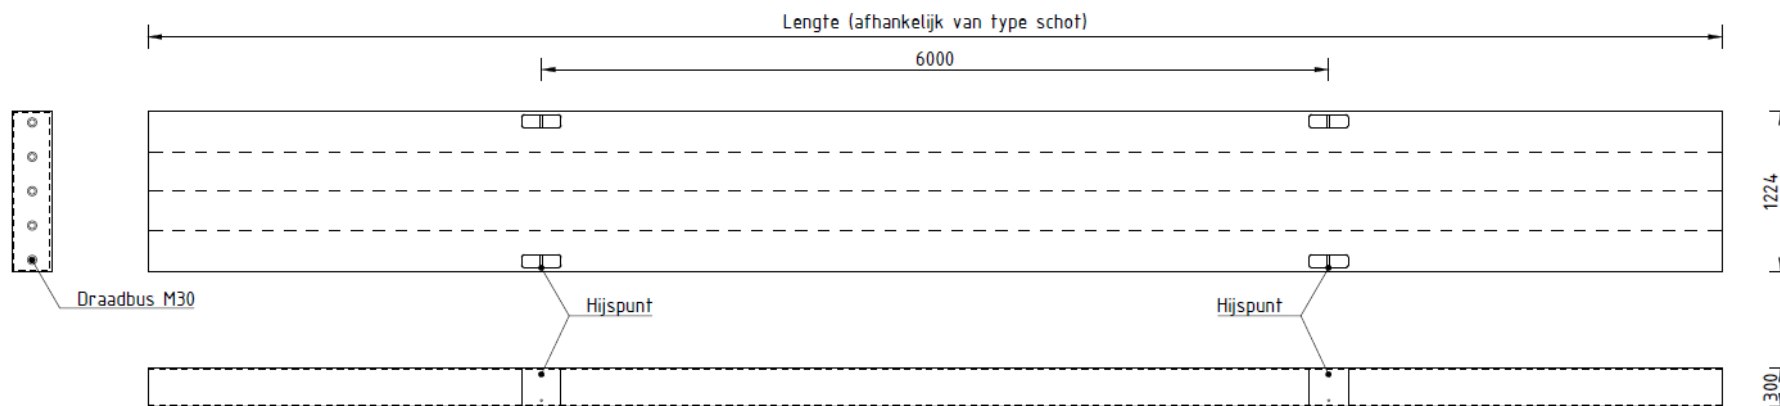 Lengte (afhankelijk van type schot)
6000
1224
Draadbus M30
Hijspunt
Hijspunt
300